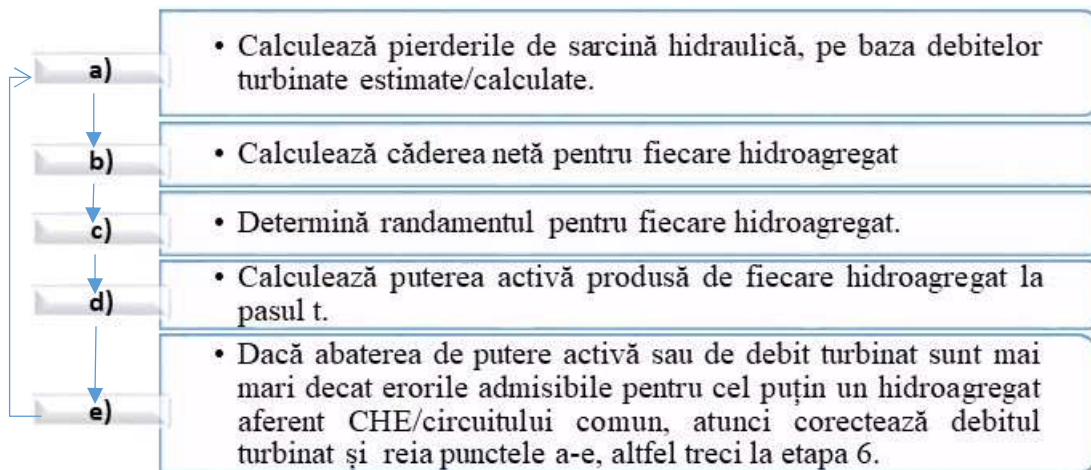 a)
• Calculează pierderile de sarcină hidraulică, pe baza debitelor
turbinate estimate/calculate.
b)
• Calculează căderea netă pentru fiecare hidroagregat
c)
• Determină randamentul pentru fiecare hidroagregat.
d)
• Calculează puterea activă produsă de fiecare hidroagregat la
pasul t.
e)
• Dacă abaterea de putere activă sau de debit turbinat sunt mai
mari decat erorile admisibile pentru cel puțin un hidroagregat
aferent CHE/circuitului comun, atunci corectează debitul
turbinat și reia punctele a-e, altfel treci la etapa 6.